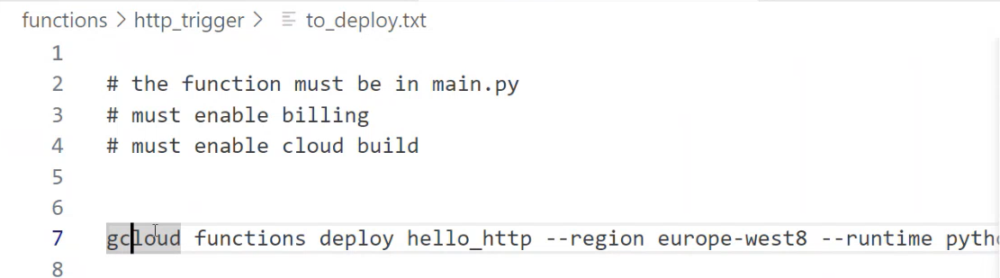 functions > http_trigger > to_deploy.txt
1
2 # the function must be in main.py
3 # must enable billing
4 # must enable cloud build
5
6
7 gcloud functions deploy hello_http --region europe-west8 --runtime pyth
8